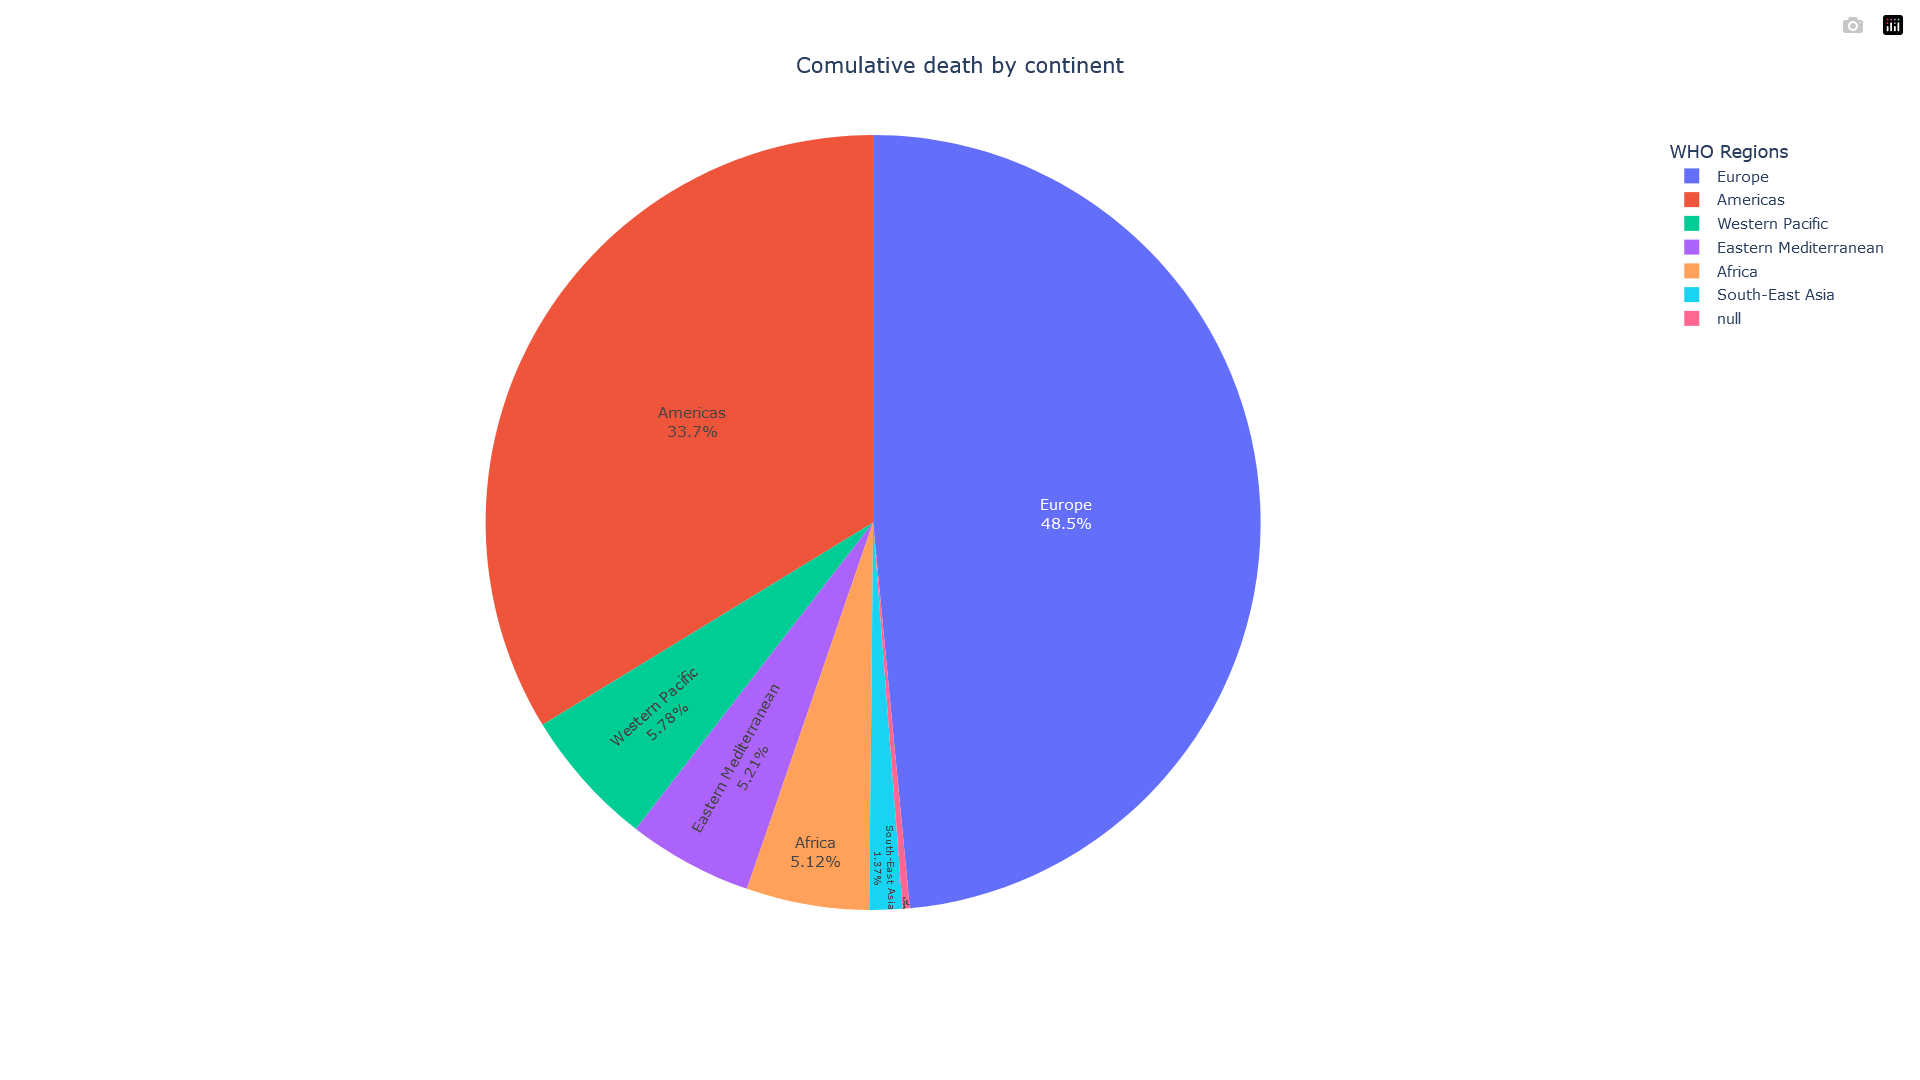 Comulative death by continent
WHO Regions
Europe
Americas
Western Pacific
Eastern Mediterranean
Africa
South-East Asia
null
Americas
33.7%
Europe
48.5%
Western Pacific
5.78%
Eastern Mediterranean
5.21%
Africa
5.12%
South-East Asia
1.37%